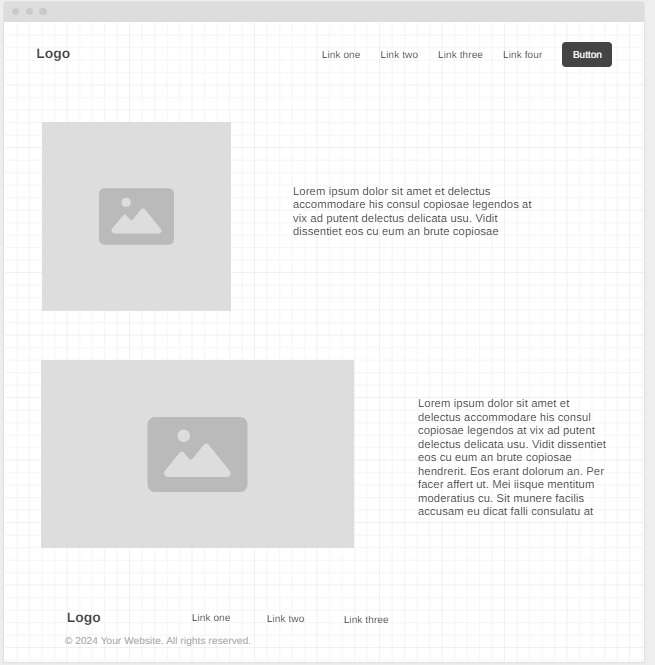 Logo
Link one
Link two
Link three
Link four
Button
Lorem ipsum dolor sit amet et delectus
accommodare his consul copiosae legendos at
vix ad putent delectus delicata usu. Vidit
dissentiet eos cu eum an brute copiosae
Lorem ipsum dolor sit amet et
delectus accommodare his consul
copiosae legendos at vix ad putent
delectus delicata usu. Vidit dissentiet
eos cu eum an brute copiosae
hendrerit. Eos erant dolorum an. Per
facer affert ut. Mei iisque mentitum
moderatius cu. Sit munere facilis
accusam eu dicat falli consulatu at
Logo
Link one
Link two
Link three
© 2024 Your Website. All rights reserved.